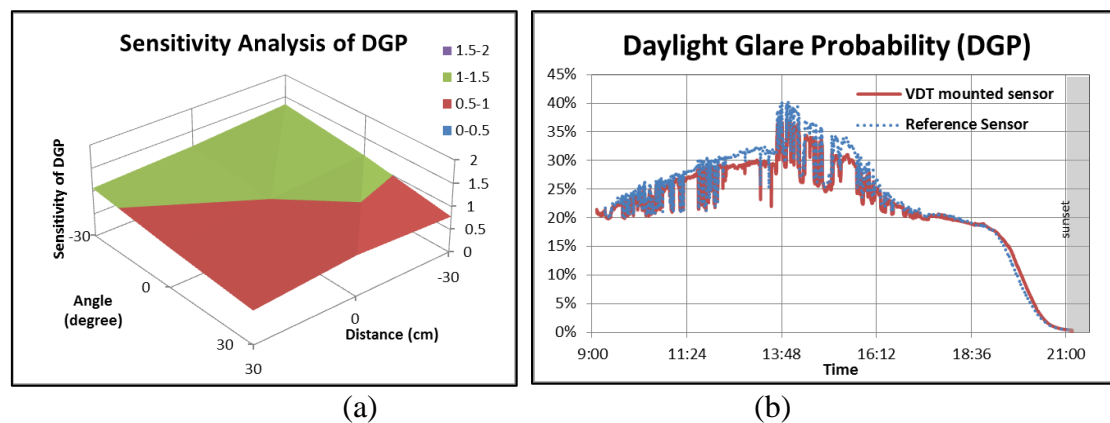 Sensitivity Analysis of DGP
1.5-2
1-1.5
0.5-1
0-0.5
Sensitivity of DGP
2
1.5
1
0.5
0
-30
0
30
Angle
(degree)
-30
0
30
Distance (cm)
(a)
Daylight Glare Probability (DGP)
45%
40%
35%
30%
25%
20%
15%
10%
5%
0%
VDT mounted sensor
Reference Sensor
sunset
9:00 11:24 13:48 16:12 18:36 21:00
Time
(b)